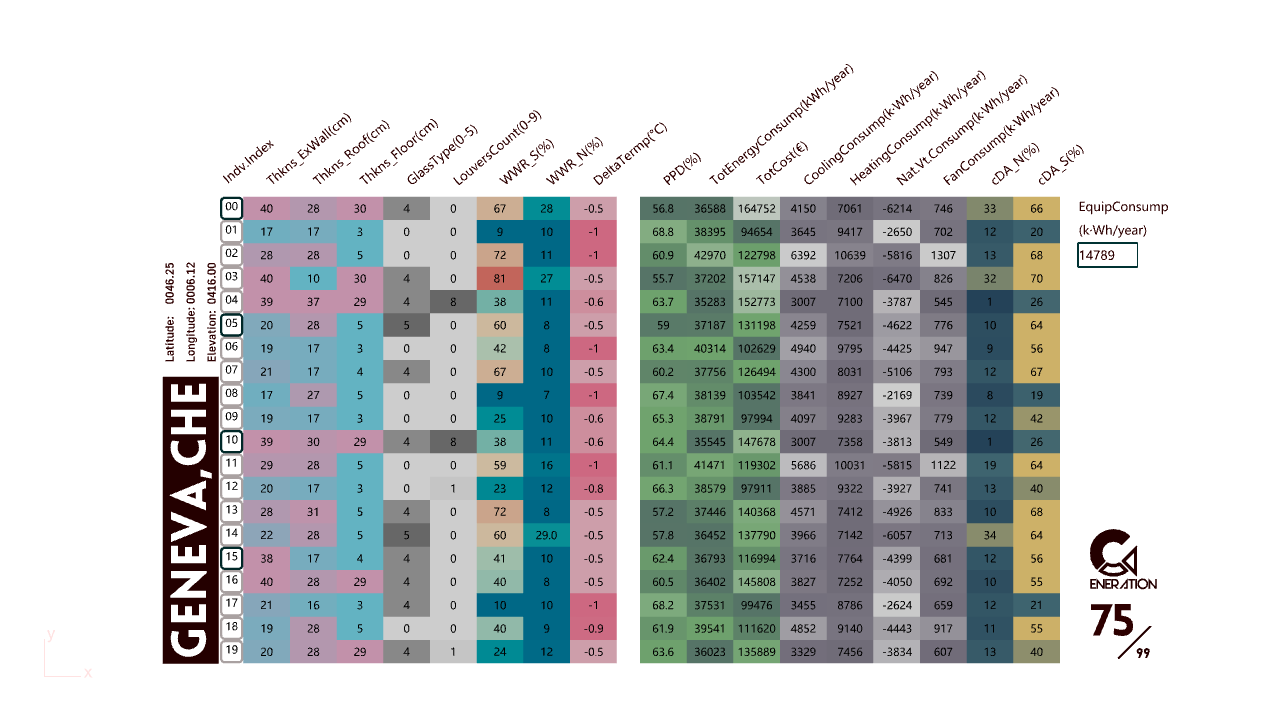 Indv.Index Thkns_ExWall(cm) Thkns_Roof(cm) Thkns_Floor(cm) GlassType(0-5) LouversCount(0-9) WWR_S(%) WWR_N(%) DeltaTermp(°C) PPD(%) TotEnergyConsump(kWh/year) TotCost(€) CoolingConsump(k·Wh/year) HeatingConsump(k·Wh/year) Nat.Vt.Consump(k·Wh/year) FanConsump(k·Wh/year) cDA_N(%) cDA_S(%)
00 40 28 30 4 0 67 28 -0.5 56.8 36588 164752 4150 7061 -6214 746 33 66
01 17 17 3 0 0 9 10 -1 68.8 38395 94654 3645 9417 -2650 702 12 20
02 28 28 5 0 0 72 11 -1 60.9 42970 122798 6392 10639 -5816 1307 13 68
03 40 10 30 4 0 81 27 -0.5 55.7 37202 157147 4538 7206 -6470 826 32 70
04 39 37 29 4 8 38 11 -0.6 63.7 35283 152773 3007 7100 -3787 545 1 26
05 20 28 5 5 0 60 8 -0.5 59 37187 131198 4259 7521 -4622 776 10 64
06 19 17 3 0 0 42 8 -1 63.4 40314 102629 4940 9795 -4425 947 9 56
07 21 17 4 4 0 67 10 -0.5 60.2 37756 126494 4300 8031 -5106 793 12 67
08 17 27 5 0 0 9 7 -1 67.4 38139 103542 3841 8927 -2169 739 8 19
09 19 17 3 0 0 25 10 -0.6 65.3 38791 97994 4097 9283 -3967 779 12 42
10 39 30 29 4 8 38 11 -0.6 64.4 35545 147678 3007 7358 -3813 549 1 26
11 29 28 5 0 0 59 16 -1 61.1 41471 119302 5686 10031 -5815 1122 19 64
12 20 17 3 0 1 23 12 -0.8 66.3 38579 97911 3885 9322 -3927 741 13 40
13 28 31 5 4 0 72 8 -0.5 57.2 37446 140368 4571 7412 -4926 833 10 68
14 22 28 5 5 0 60 29.0 -0.5 57.8 36452 137790 3966 7142 -6057 713 34 64
15 38 17 4 4 0 41 10 -0.5 62.4 36793 116994 3716 7764 -4399 681 12 56
16 40 28 29 4 0 40 8 -0.5 60.5 36402 145808 3827 7252 -4050 692 10 55
17 21 16 3 4 0 10 10 -1 68.2 37531 99476 3455 8786 -2624 659 12 21
18 19 28 5 0 0 40 9 -0.9 61.9 39541 111620 4852 9140 -4443 917 11 55
19 20 28 29 4 1 24 12 -0.5 63.6 36023 135889 3329 7456 -3834 607 13 40
Latitude: 0046.25
Longitude: 0006.12
Elevation: 0416.00
GENEVA,CHE
EquipConsump
(k·Wh/year)
14789
ENERATION
75/99
y
x